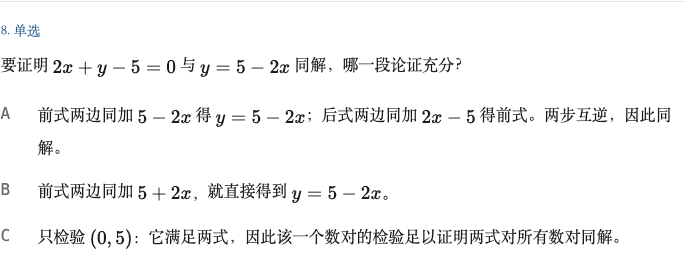 8. 单选
要证明 2x + y − 5 = 0 与 y = 5 − 2x 同解，哪一段论证充分？
A 前式两边同加 5 − 2x 得 y = 5 − 2x；后式两边同加 2x − 5 得前式。两步互逆，因此同
解。
B 前式两边同加 5 + 2x，就直接得到 y = 5 − 2x。
C 只检验 (0, 5)：它满足两式，因此该一个数对的检验足以证明两式对所有数对同解。